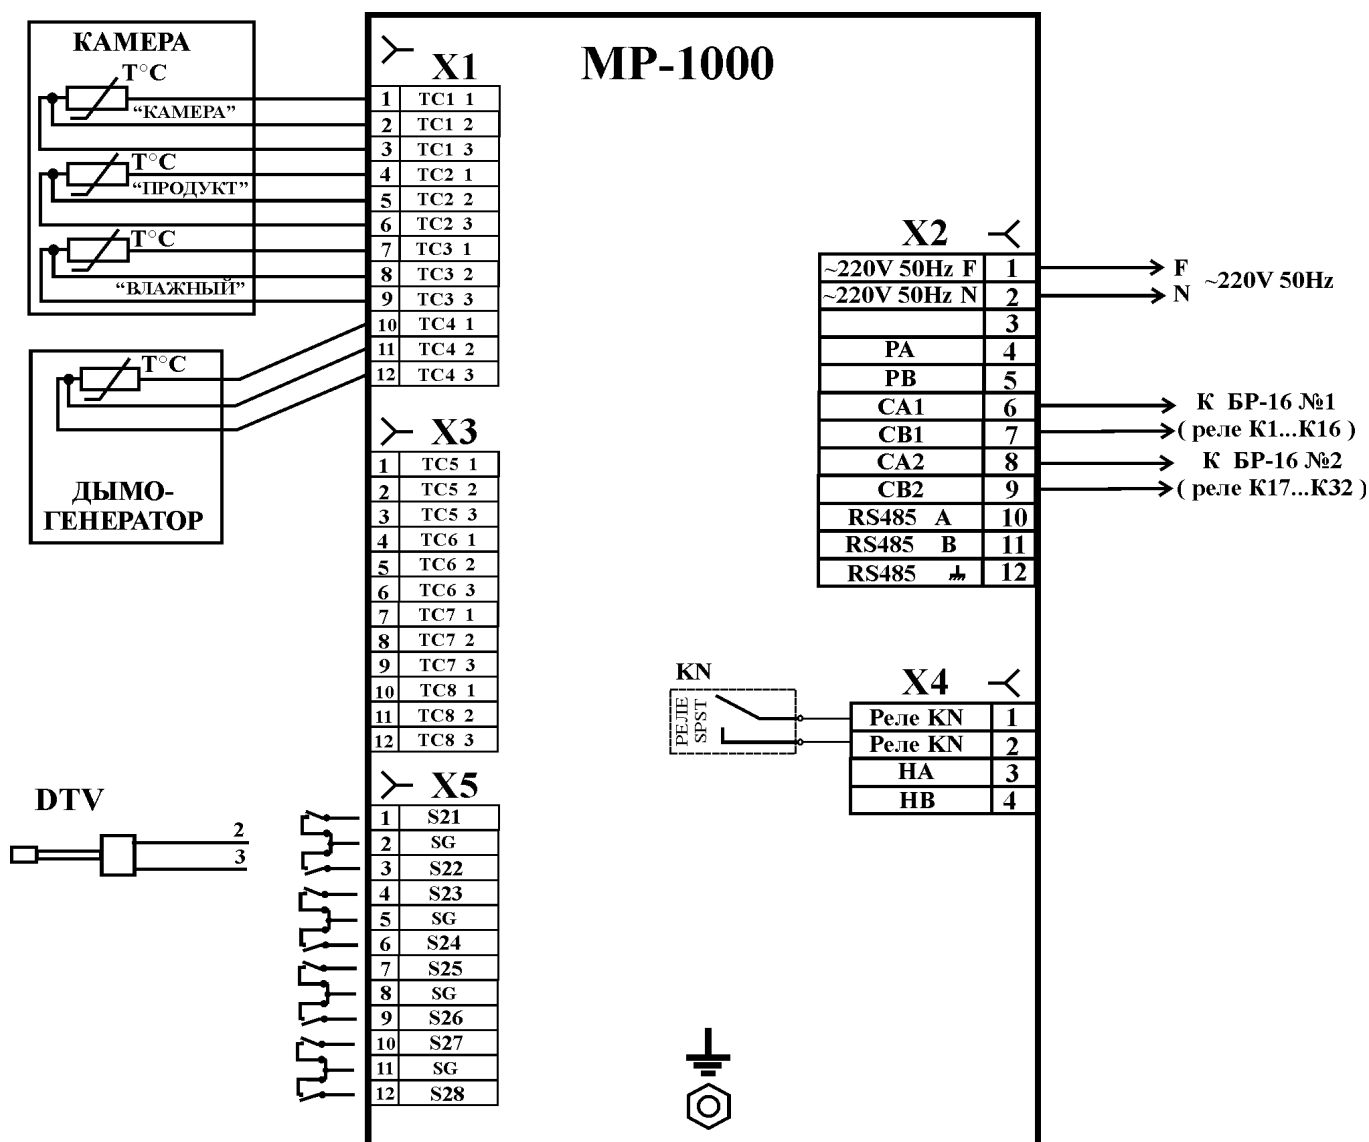 КАМЕРА
T°C
“КАМЕРА”
T°C
“ПРОДУКТ”
T°C
“ВЛАЖНЫЙ”
T°C
ДЫМО-
ГЕНЕРАТОР
DTV
2
3
МР-1000
X1
1 TC1 1
2 TC1 2
3 TC1 3
4 TC2 1
5 TC2 2
6 TC2 3
7 TC3 1
8 TC3 2
9 TC3 3
10 TC4 1
11 TC4 2
12 TC4 3
X3
1 TC5 1
2 TC5 2
3 TC5 3
4 TC6 1
5 TC6 2
6 TC6 3
7 TC7 1
8 TC7 2
9 TC7 3
10 TC8 1
11 TC8 2
12 TC8 3
X5
1 S21
2 SG
3 S22
4 S23
5 SG
6 S24
7 S25
8 SG
9 S26
10 S27
11 SG
12 S28
X2
~220V 50Hz F 1 F
~220V 50Hz N 2 N
~220V 50Hz
3
PA 4
PB 5
CA1 6 К БР-16 №1
CB1 7 ( реле К1...К16 )
CA2 8 К БР-16 №2
CB2 9 ( реле К17...К32 )
RS485 A 10
RS485 B 11
RS485 12
KN
РЕЛЕ
SPST
X4
Реле KN 1
Реле KN 2
HA 3
HB 4